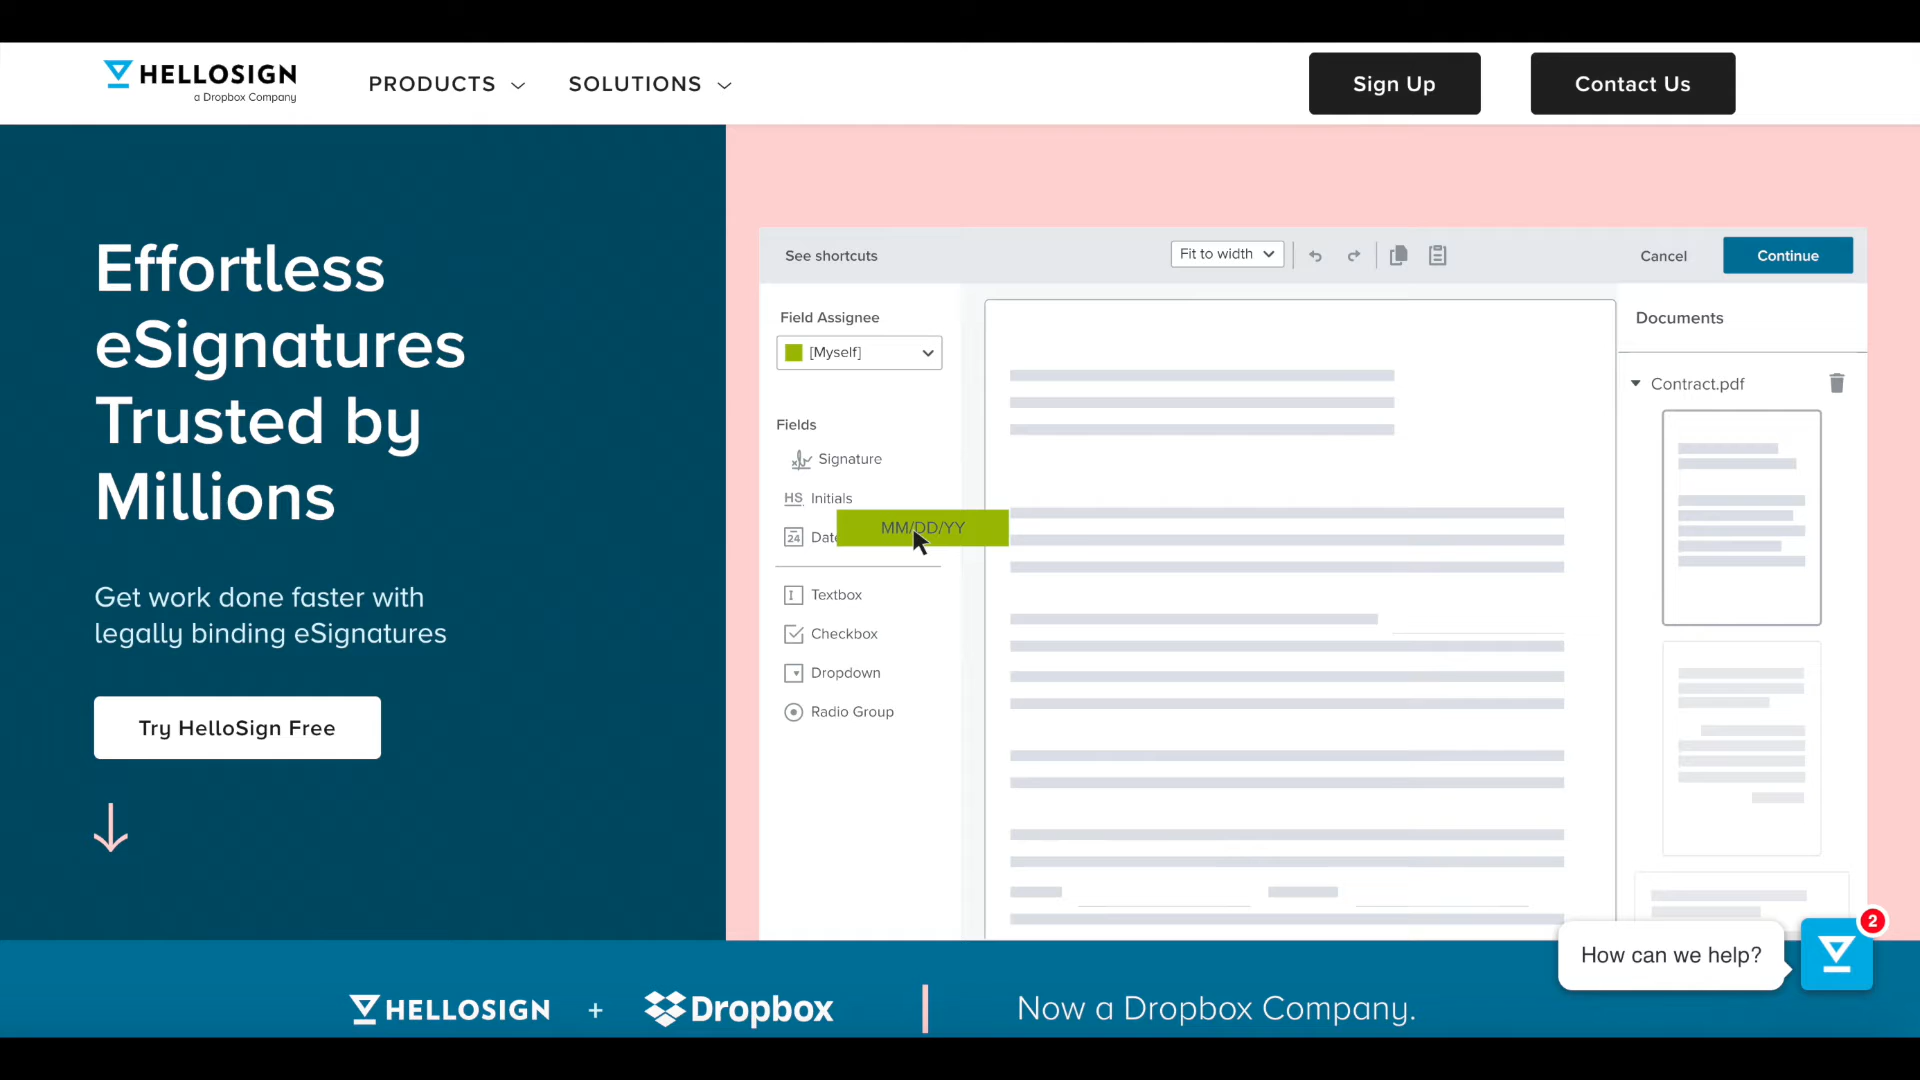 HELLOSIGN
a Dropbox Company
PRODUCTS
SOLUTIONS
Sign Up
Contact Us
Effortless
eSignatures
Trusted by
Millions
Get work done faster with
legally binding eSignatures
Try HelloSign Free
See shortcuts
Fit to width
Cancel
Continue
Field Assignee
[Myself]
Fields
Signature
HS Initials
24 Date
MM/DD/YY
Textbox
Checkbox
Dropdown
Radio Group
Documents
Contract.pdf
How can we help?
2
HELLOSIGN + Dropbox
Now a Dropbox Company.